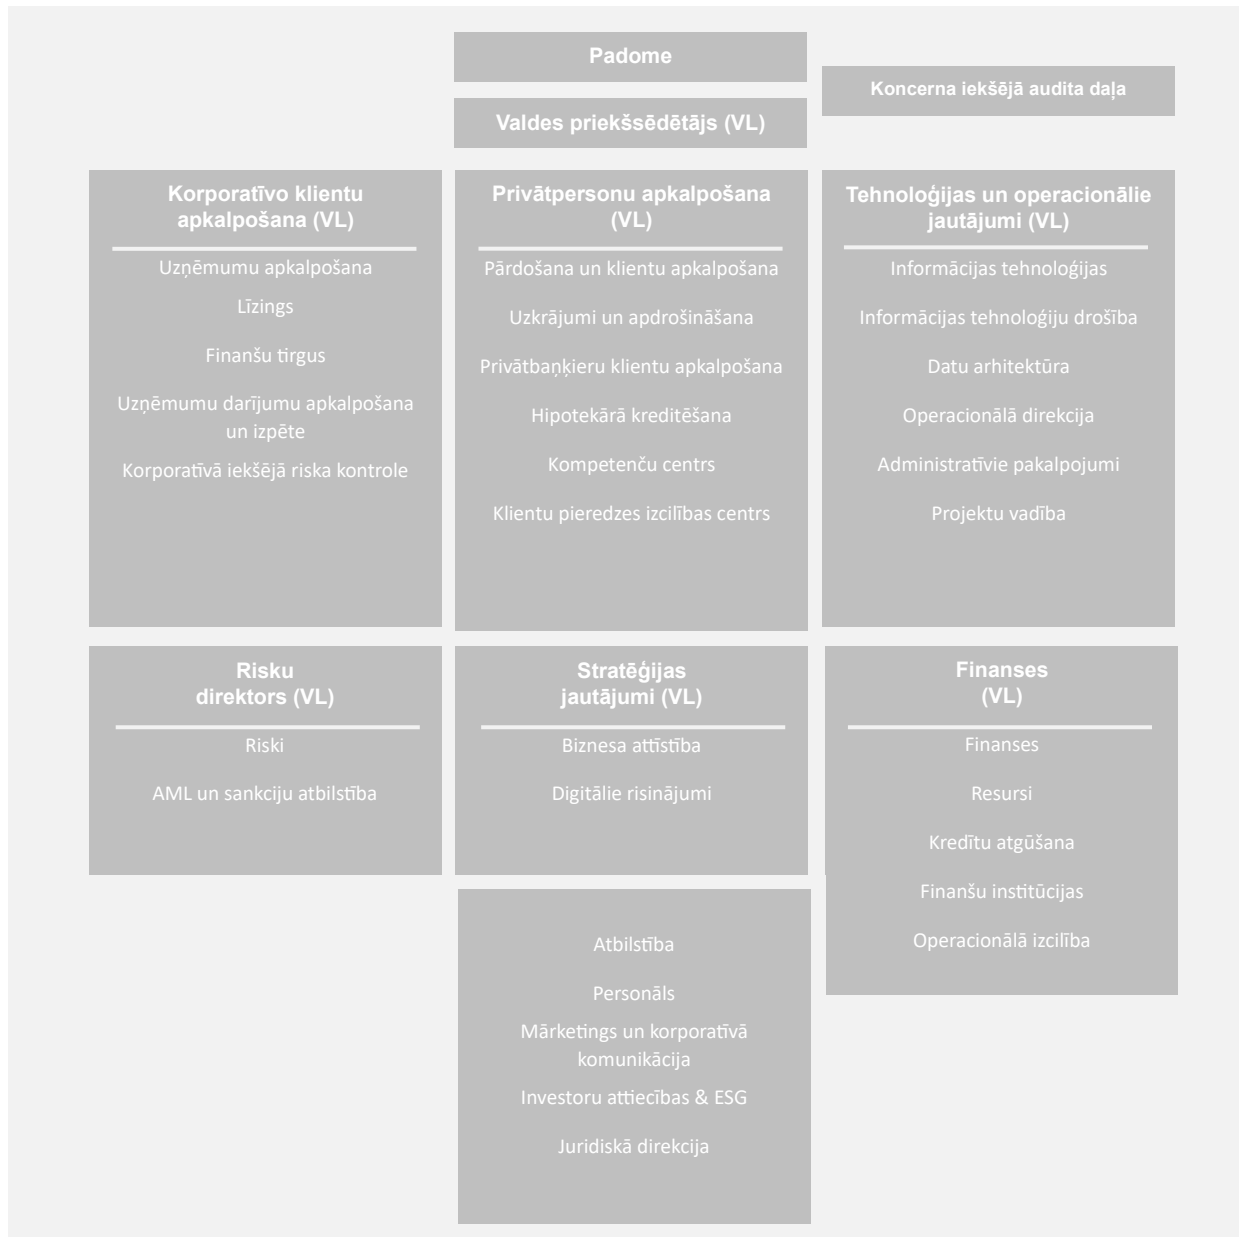 Padome
Koncerna iekšējā audita daļa
Valdes priekšsēdētājs (VL)
Korporatīvo klientu
apkalpošana (VL)
Uzņēmumu apkalpošana
Līzings
Finanšu tirgus
Uzņēmumu darījumu apkalpošana
un izpēte
Korporatīvā iekšējā riska kontrole
Privātpersonu apkalpošana
(VL)
Pārdošana un klientu apkalpošana
Uzkrājumi un apdrošināšana
Privātbaņķieru klientu apkalpošana
Hipotekārā kreditēšana
Kompetenču centrs
Klientu pieredzes izcilības centrs
Tehnoloģijas un operacionālie
jautājumi (VL)
Informācijas tehnoloģijas
Informācijas tehnoloģiju drošība
Datu arhitektūra
Operacionālā direkcija
Administratīvie pakalpojumi
Projektu vadība
Risku
direktors (VL)
Riski
AML un sankciju atbilstība
Stratēģijas
jautājumi (VL)
Biznesa attīstība
Digitālie risinājumi
Finanses
(VL)
Finanses
Resursi
Kredītu atgūšana
Finanšu institūcijas
Operacionālā izcilība
Atbilstība
Personāls
Mārketings un korporatīvā
komunikācija
Investoru attiecības & ESG
Juridiskā direkcija